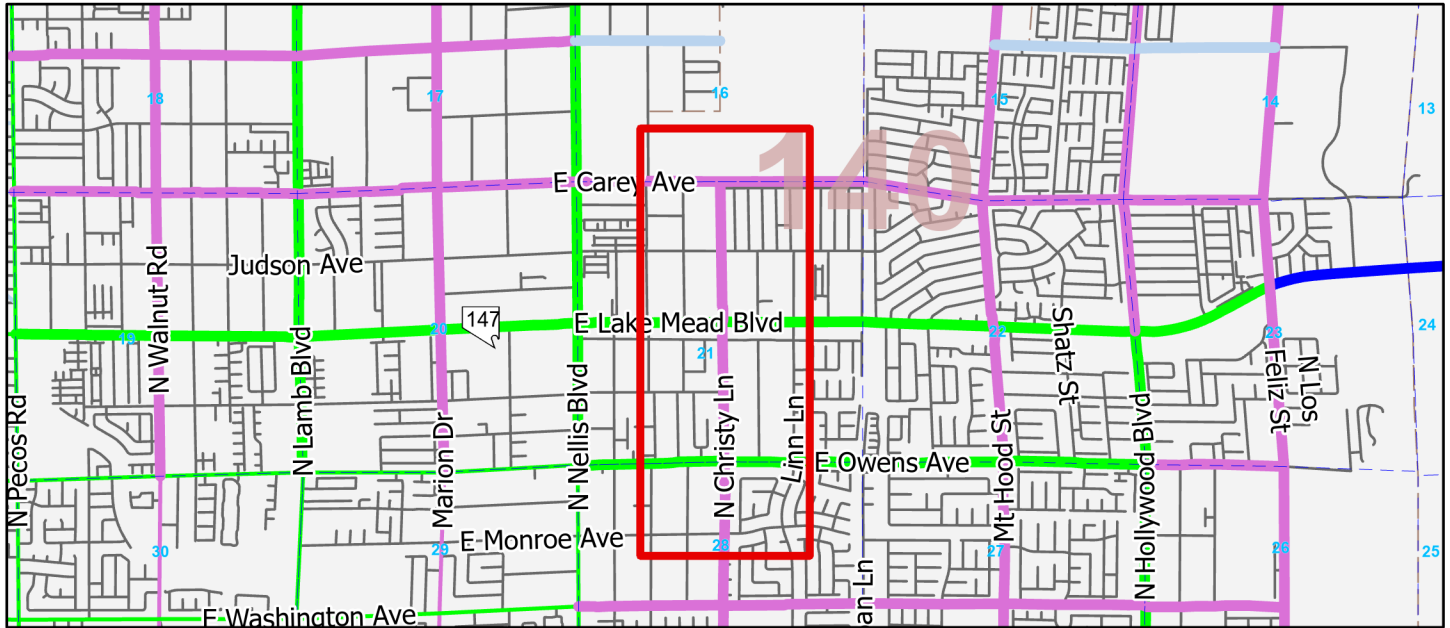 18
17
16
15
14
13
140
E Carey Ave
N Walnut Rd
Judson Ave
147
E Lake Mead Blvd
19
20
21
22
23
24
N Pecos Rd
N Lamb Blvd
Marion Dr
N Nellis Blvd
N Christy Ln
Linn Ln
Mt Hood St
Shatz St
N Hollywood Blvd
Feliz St
N Los
E Owens Ave
E Monroe Ave
30
29
28
27
26
25
an Ln
E Washington Ave